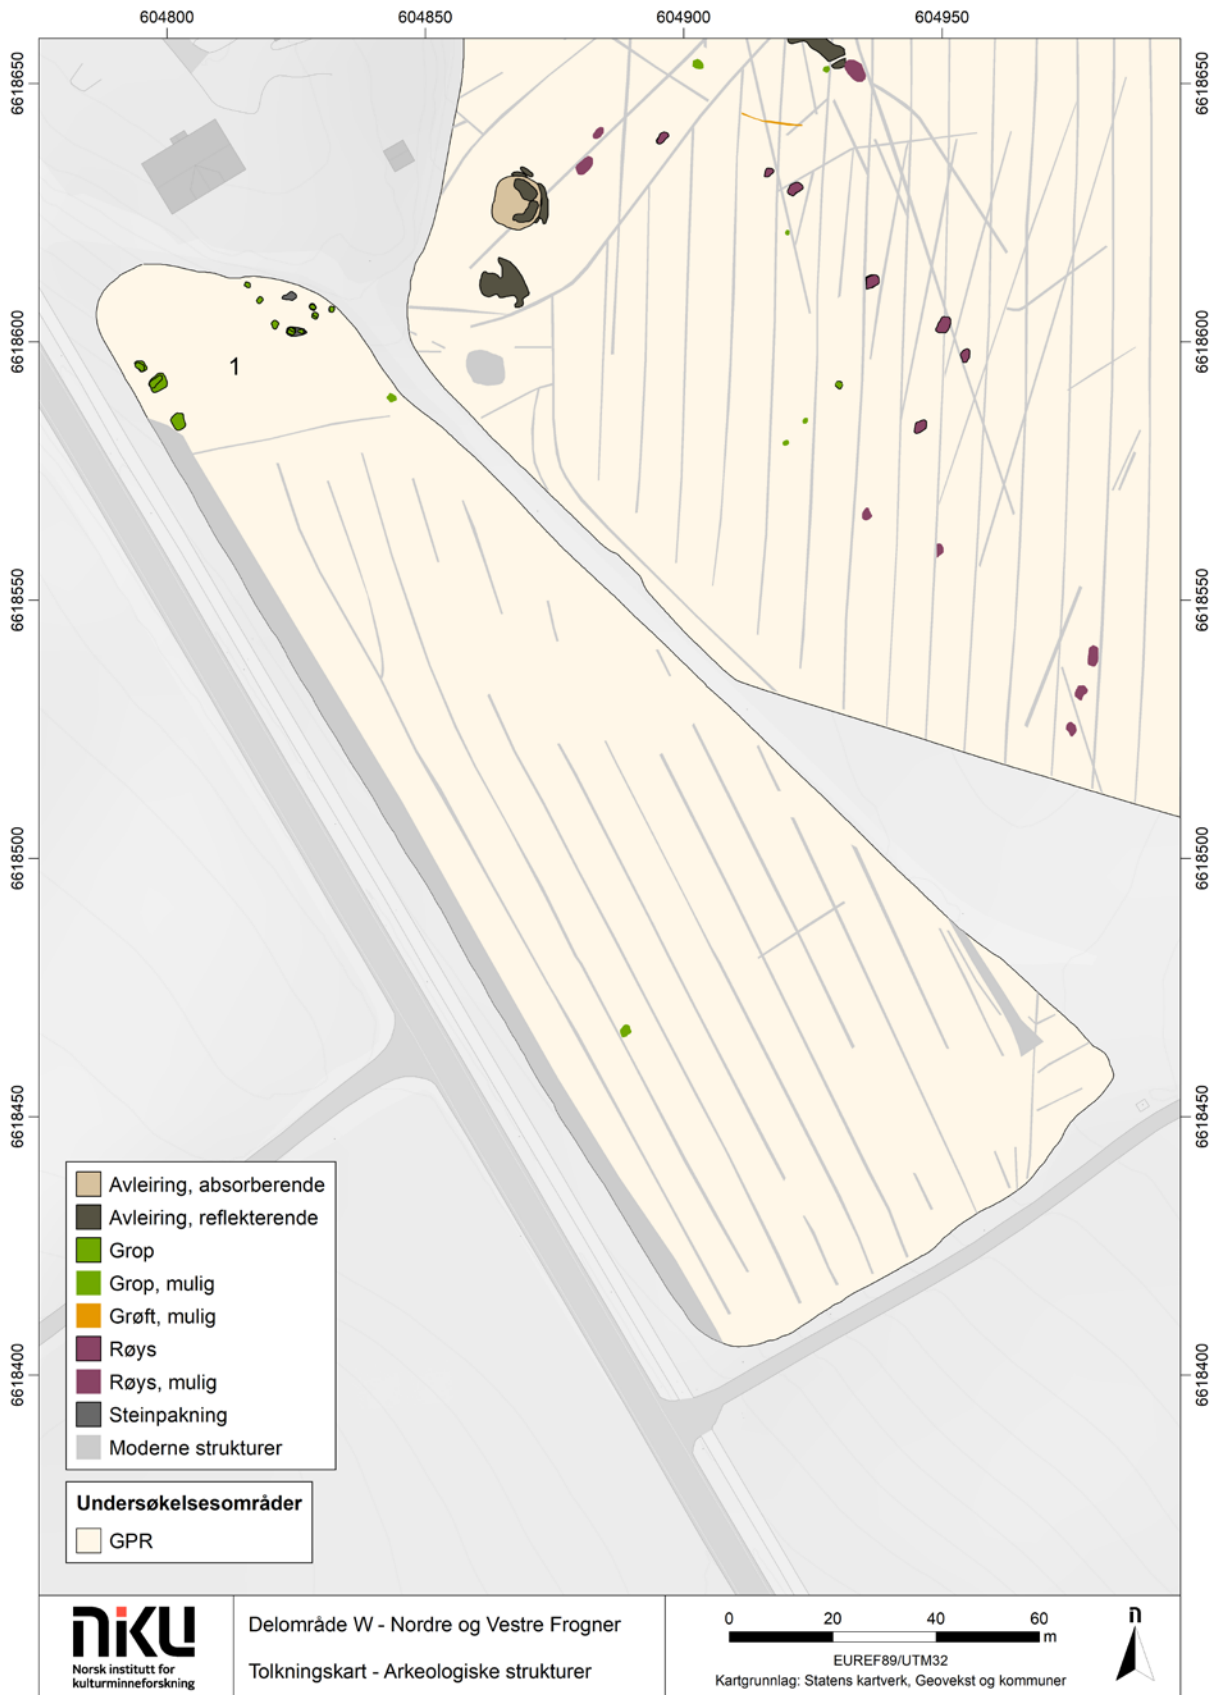 604800 604850 604900 604950
6618650 6618650
6618600 6618600
1
6618550 6618550
6618500 6618500
6618450 6618450
6618400 6618400
Avleiring, absorberende
Avleiring, reflekterende
Grop
Grop, mulig
Grøft, mulig
Røys
Røys, mulig
Steinpakning
Moderne strukturer
Undersøkelsesområder
GPR
NIKU
Norsk institutt for
kulturminneforskning
Delområde W - Nordre og Vestre Frogner
Tolkningskart - Arkeologiske strukturer
0 20 40 60
m
EUREF89/UTM32
Kartgrunnlag: Statens kartverk, Geovekst og kommuner
n